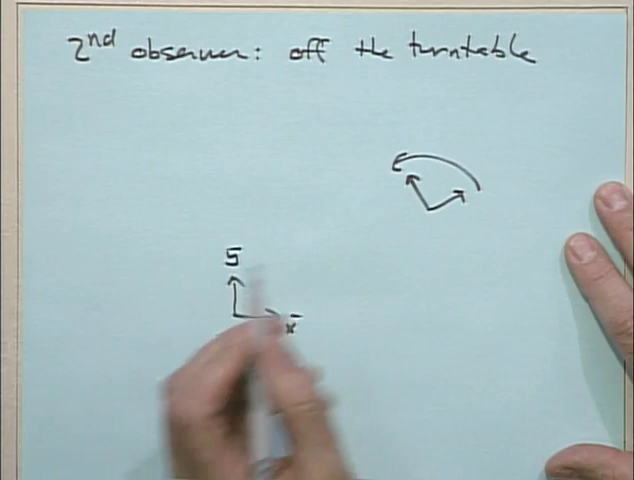 2nd observer: off the turntable
x̄